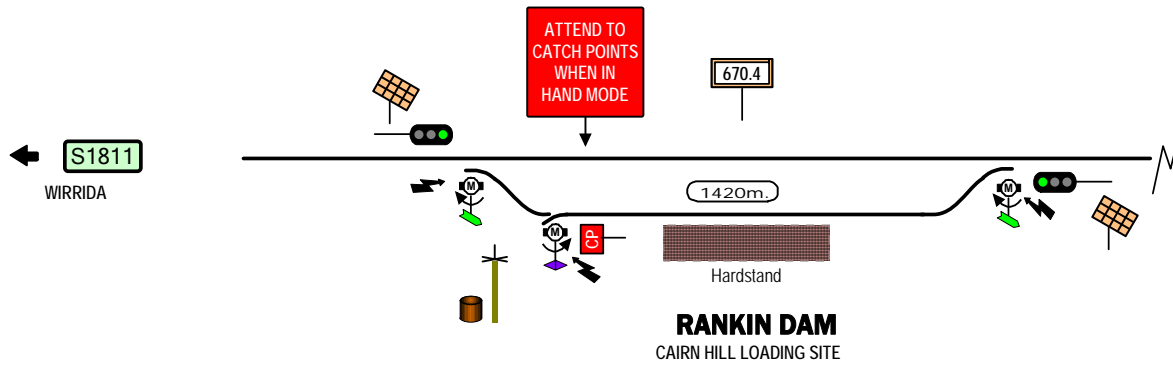 ATTEND TO
CATCH POINTS
WHEN IN
HAND MODE
670.4
S1811
WIRRIDA
M
1420m.
M
M
CP
Hardstand
RANKIN DAM
CAIRN HILL LOADING SITE